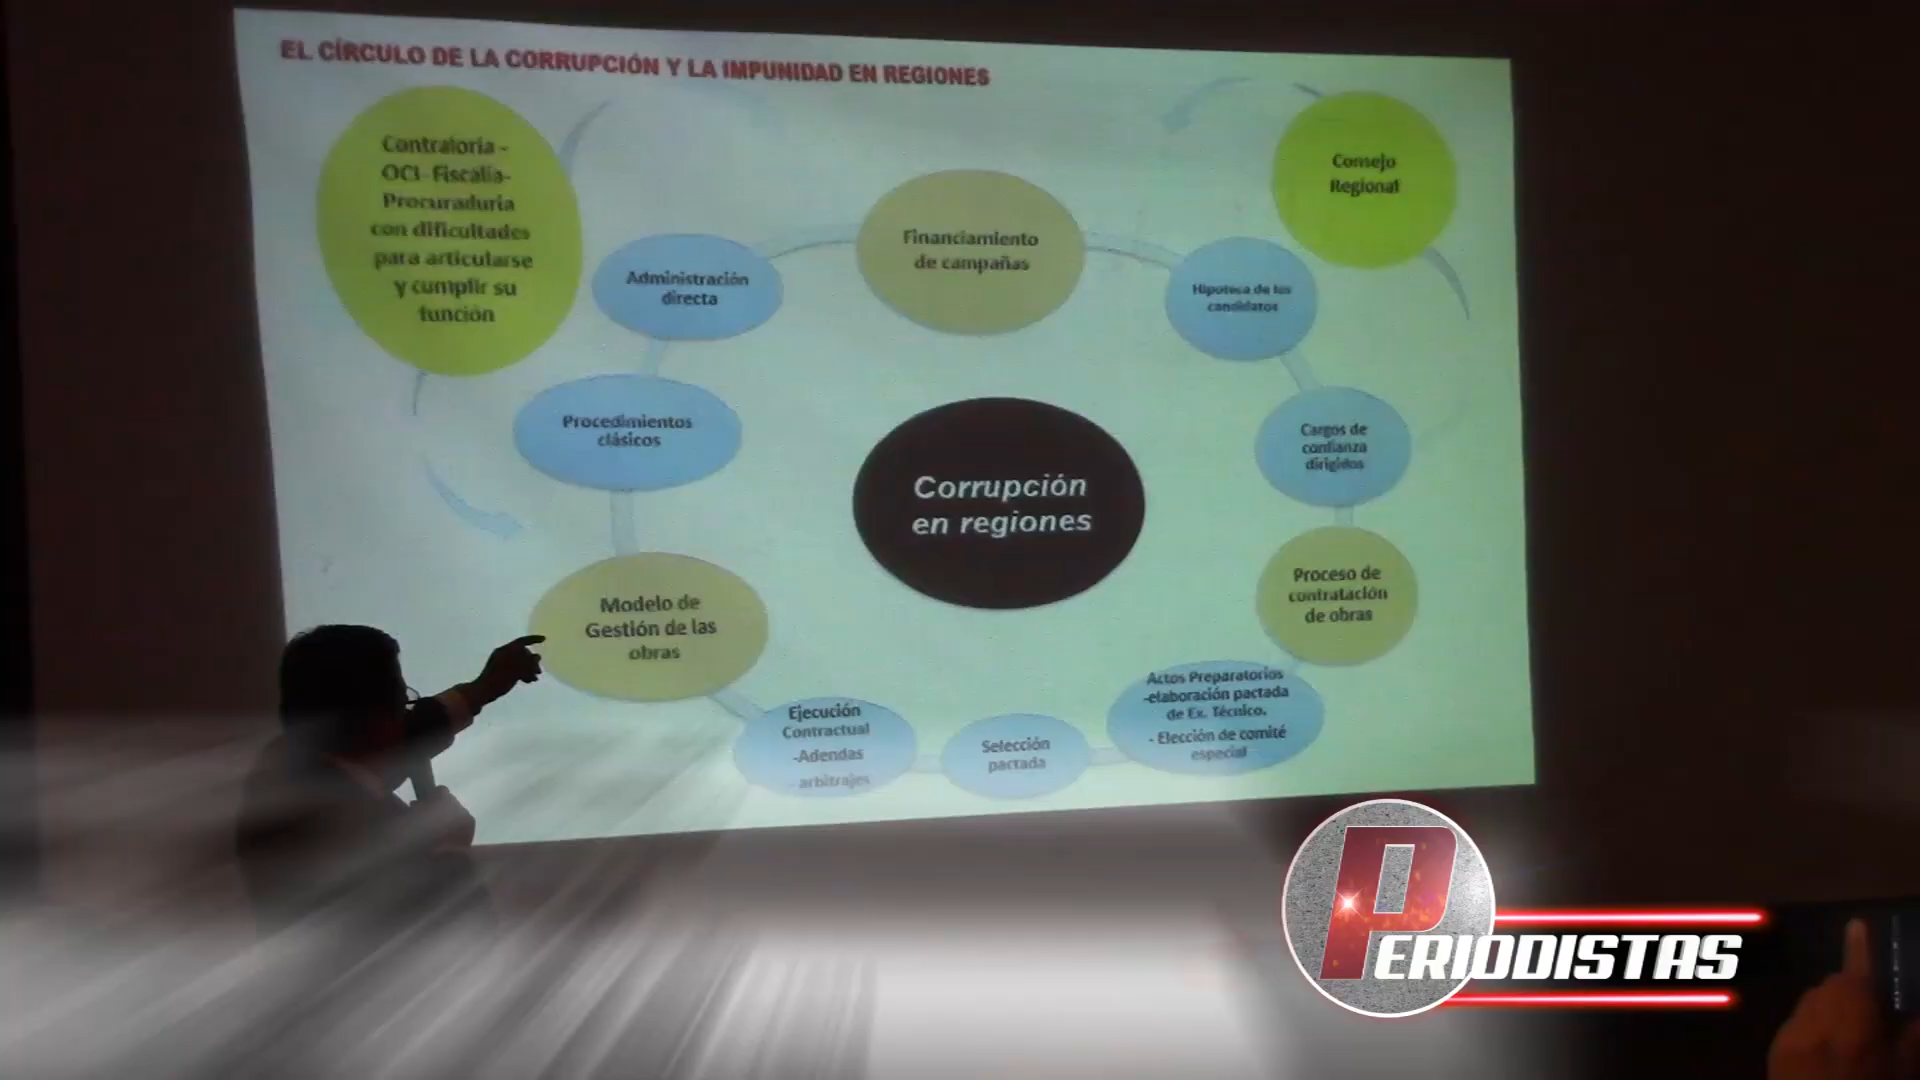 EL CÍRCULO DE LA CORRUPCIÓN Y LA IMPUNIDAD EN REGIONES
Contraloría -
OCI- Fiscalía-
Procuraduría
con dificultades
para articularse
y cumplir su
función
Consejo
Regional
Financiamiento
de campañas
Administración
directa
Hipoteca de los
candidatos
Procedimientos
clásicos
Cargos de
confianza
dirigidos
Corrupción
en regiones
Modelo de
Gestión de las
obras
Proceso de
contratación
de obras
Ejecución
Contractual
-Adendas
- arbitrajes
Selección
pactada
Actos Preparatorios
-elaboración pactada
de Ex. Técnico.
- Elección de comité
especial
PERIODISTAS